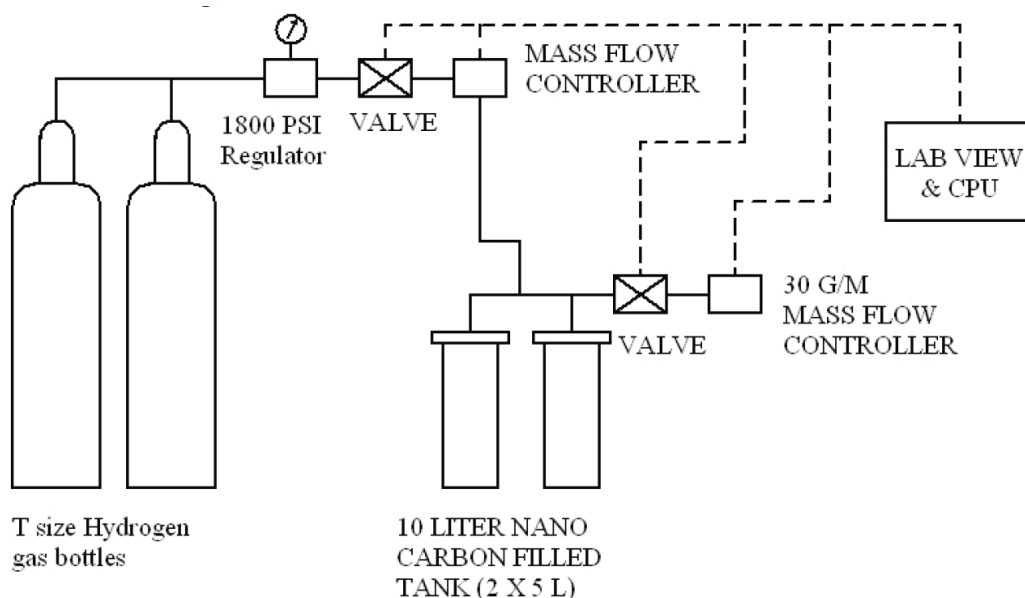 MASS FLOW
CONTROLLER
1800 PSI
Regulator
VALVE
LAB VIEW
& CPU
30 G/M
MASS FLOW
CONTROLLER
VALVE
T size Hydrogen
gas bottles
10 LITER NANO
CARBON FILLED
TANK (2 X 5 L)